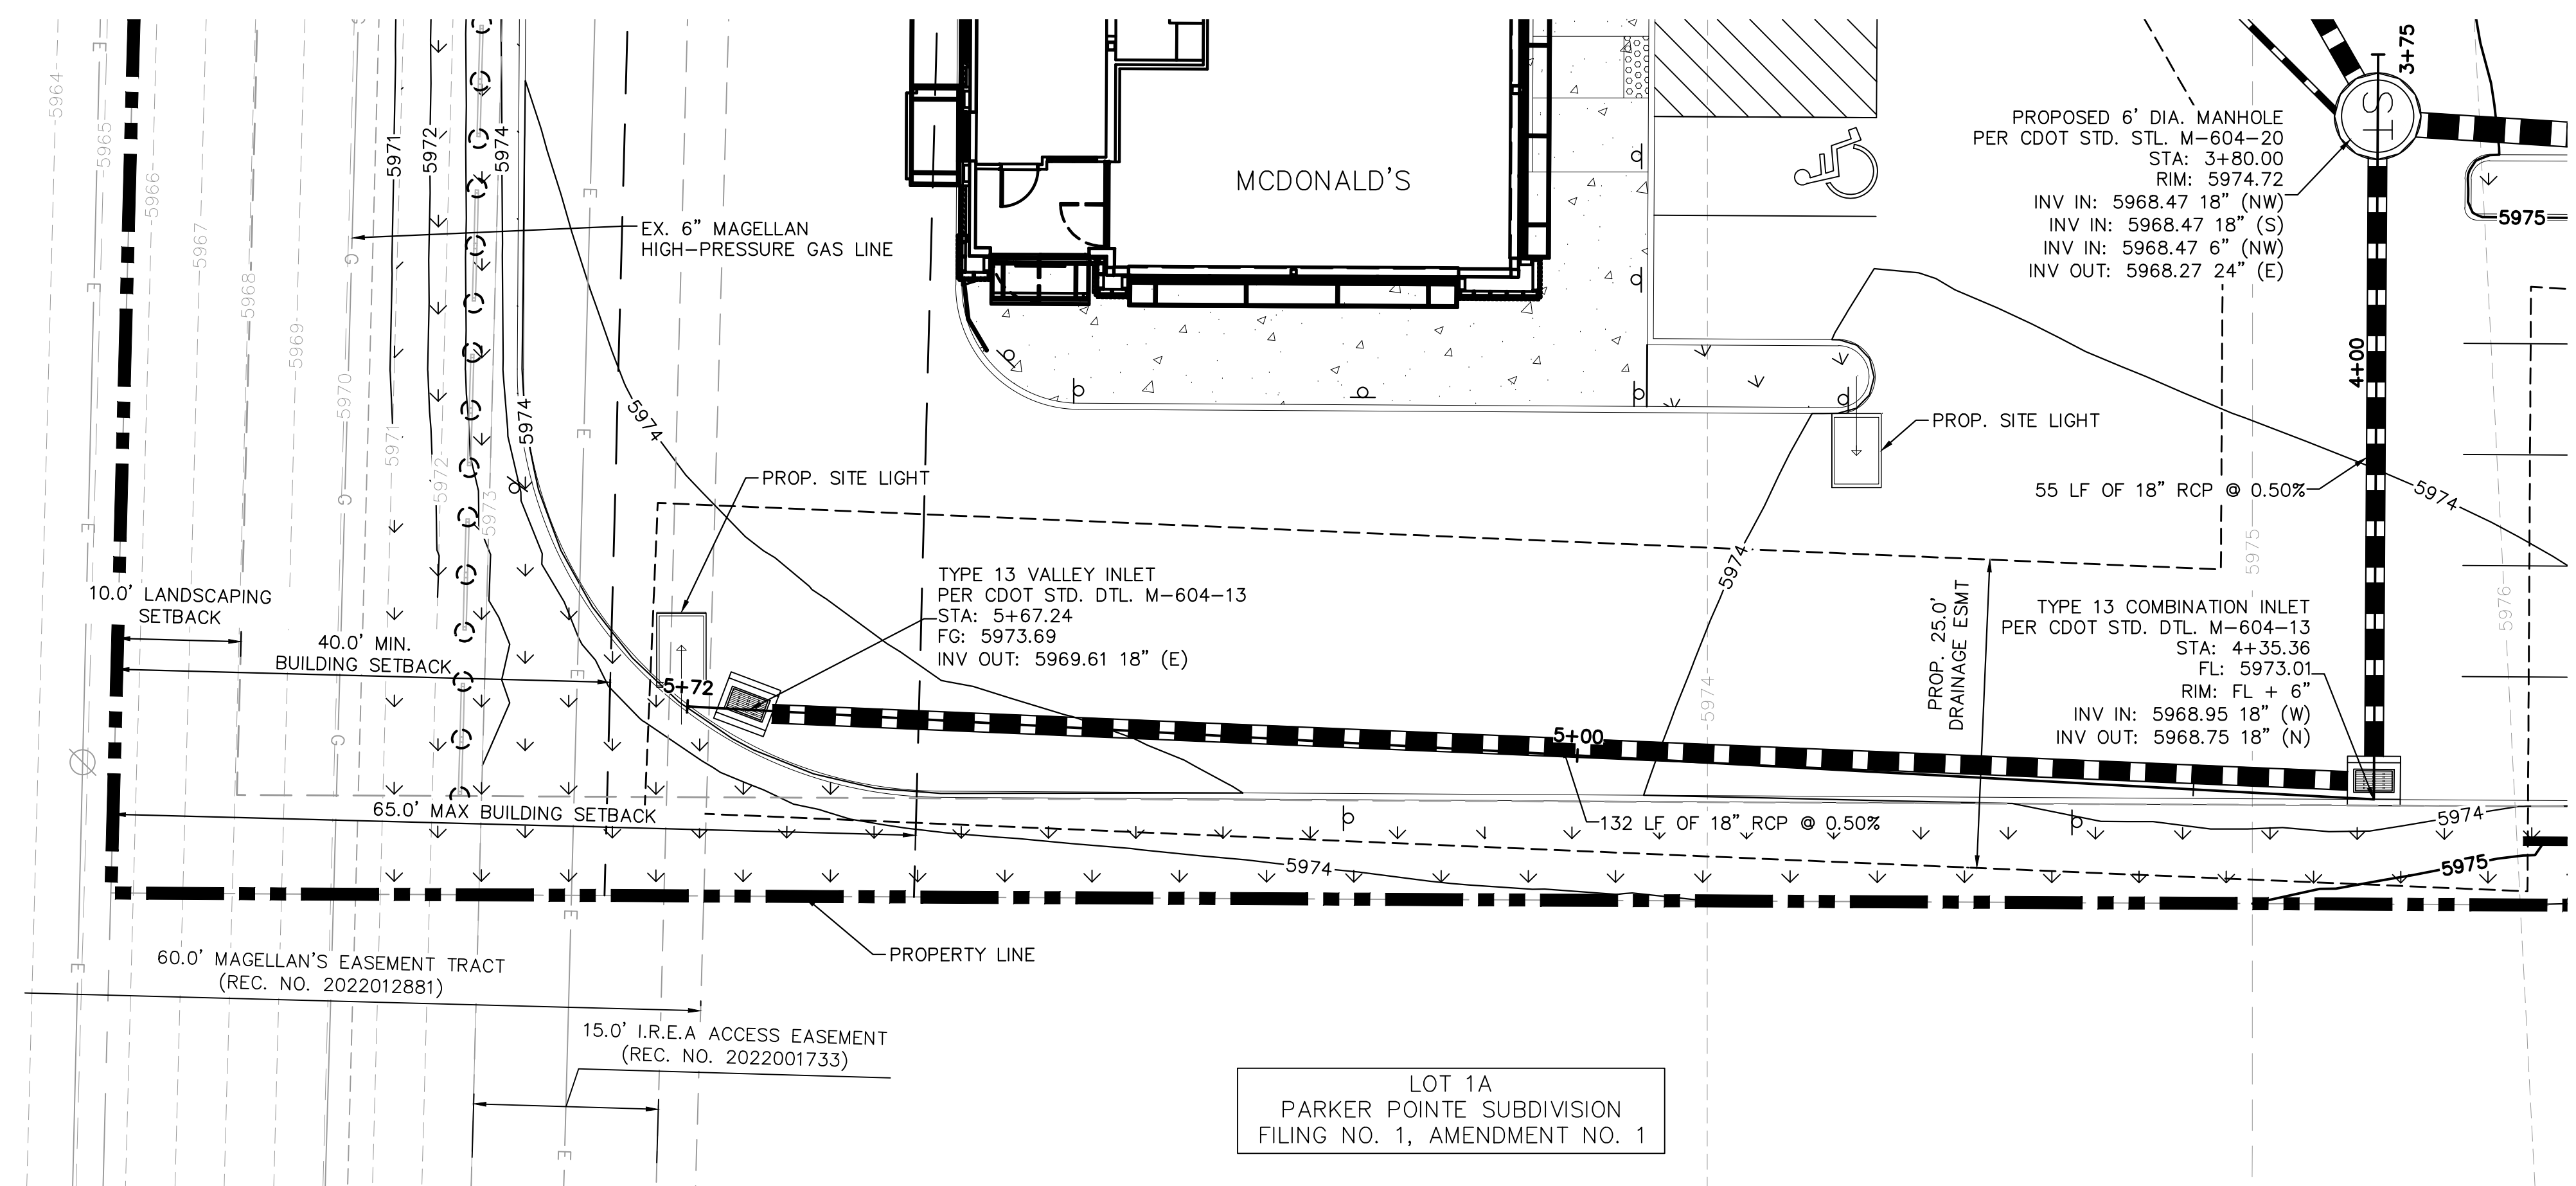 5964
5965
5966
5967
5968
5969
5970
5971
5972
5974
5971
5972
5973
5974
5974
E
E
E
E
E
E
E
E
E
E
G
G
G
EX. 6” MAGELLAN
HIGH-PRESSURE GAS LINE
MCDONALD’S
ST
3+75
PROPOSED 6’ DIA. MANHOLE
PER CDOT STD. STL. M-604-20
STA: 3+80.00
RIM: 5974.72
INV IN: 5968.47 18” (NW)
INV IN: 5968.47 18” (S)
INV IN: 5968.47 6” (NW)
INV OUT: 5968.27 24” (E)
5975
4+00
PROP. SITE LIGHT
PROP. SITE LIGHT
55 LF OF 18” RCP @ 0.50%
5974
5974
5975
5976
5974
10.0’ LANDSCAPING
SETBACK
40.0’ MIN.
BUILDING SETBACK
5+72
TYPE 13 VALLEY INLET
PER CDOT STD. DTL. M-604-13
STA: 5+67.24
FG: 5973.69
INV OUT: 5969.61 18” (E)
PROP. 25.0’
DRAINAGE ESMT
TYPE 13 COMBINATION INLET
PER CDOT STD. DTL. M-604-13
STA: 4+35.36
FL: 5973.01
RIM: FL + 6”
INV IN: 5968.95 18” (W)
INV OUT: 5968.75 18” (N)
5+00
65.0’ MAX BUILDING SETBACK
132 LF OF 18” RCP @ 0.50%
5974
5974
5975
PROPERTY LINE
60.0’ MAGELLAN’S EASEMENT TRACT
(REC. NO. 2022012881)
15.0’ I.R.E.A ACCESS EASEMENT
(REC. NO. 2022001733)
LOT 1A
PARKER POINTE SUBDIVISION
FILING NO. 1, AMENDMENT NO. 1